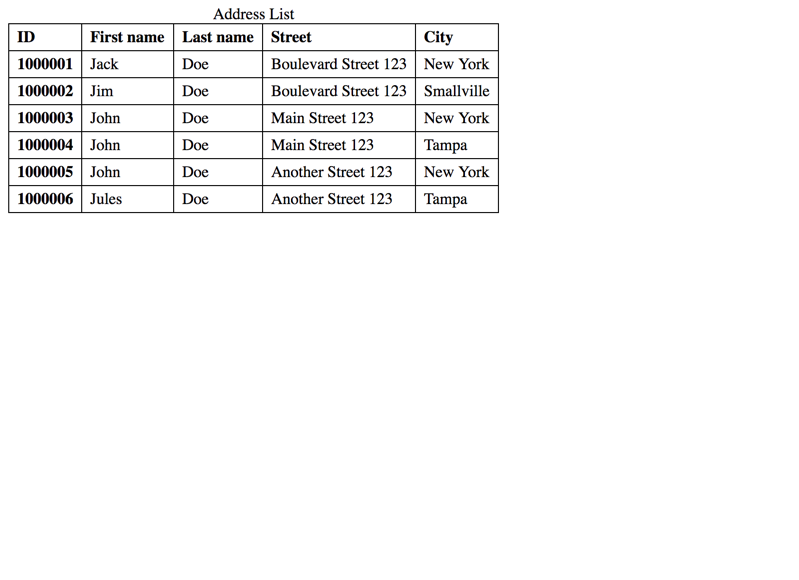 Address List
ID First name Last name Street City
1000001 Jack Doe Boulevard Street 123 New York
1000002 Jim Doe Boulevard Street 123 Smallville
1000003 John Doe Main Street 123 New York
1000004 John Doe Main Street 123 Tampa
1000005 John Doe Another Street 123 New York
1000006 Jules Doe Another Street 123 Tampa